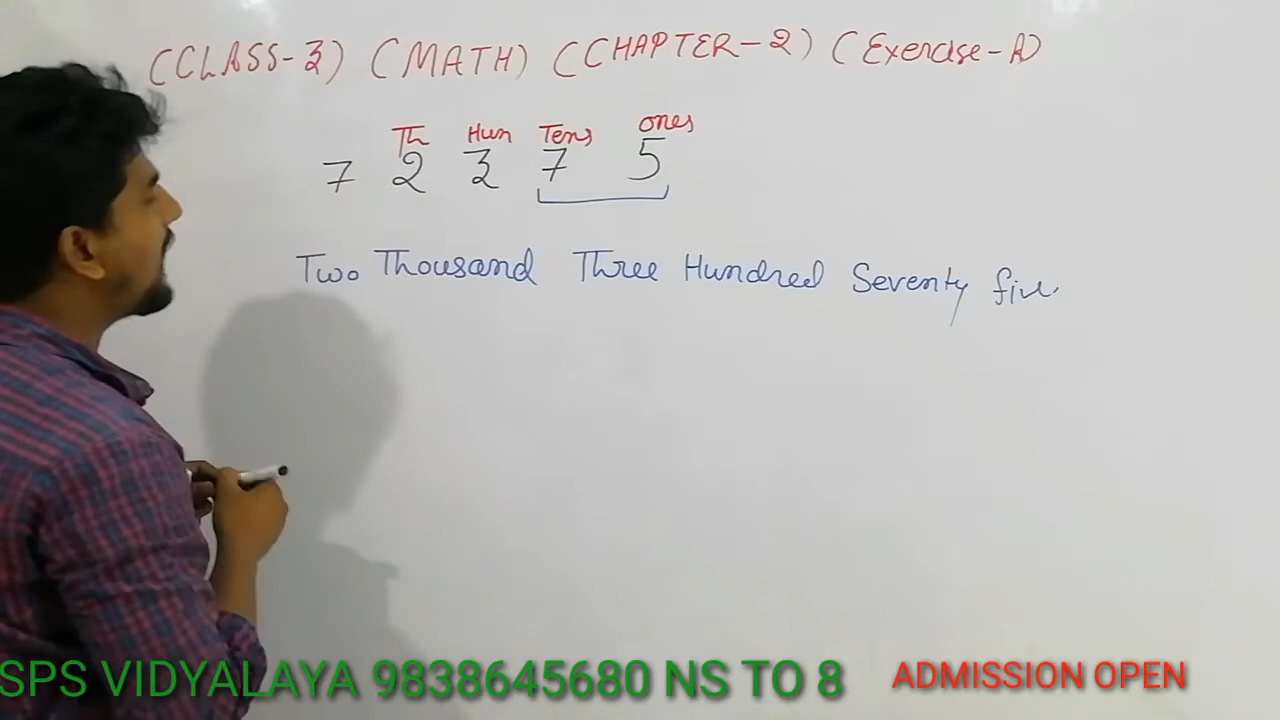 (CLASS-3) (MATH) (CHAPTER-2) (Exercise-A)
Th Hun Tens ones
7 2 3 7 5
Two Thousand Three Hundred Seventy five.
SPS VIDYALAYA 9838645680 NS TO 8 ADMISSION OPEN